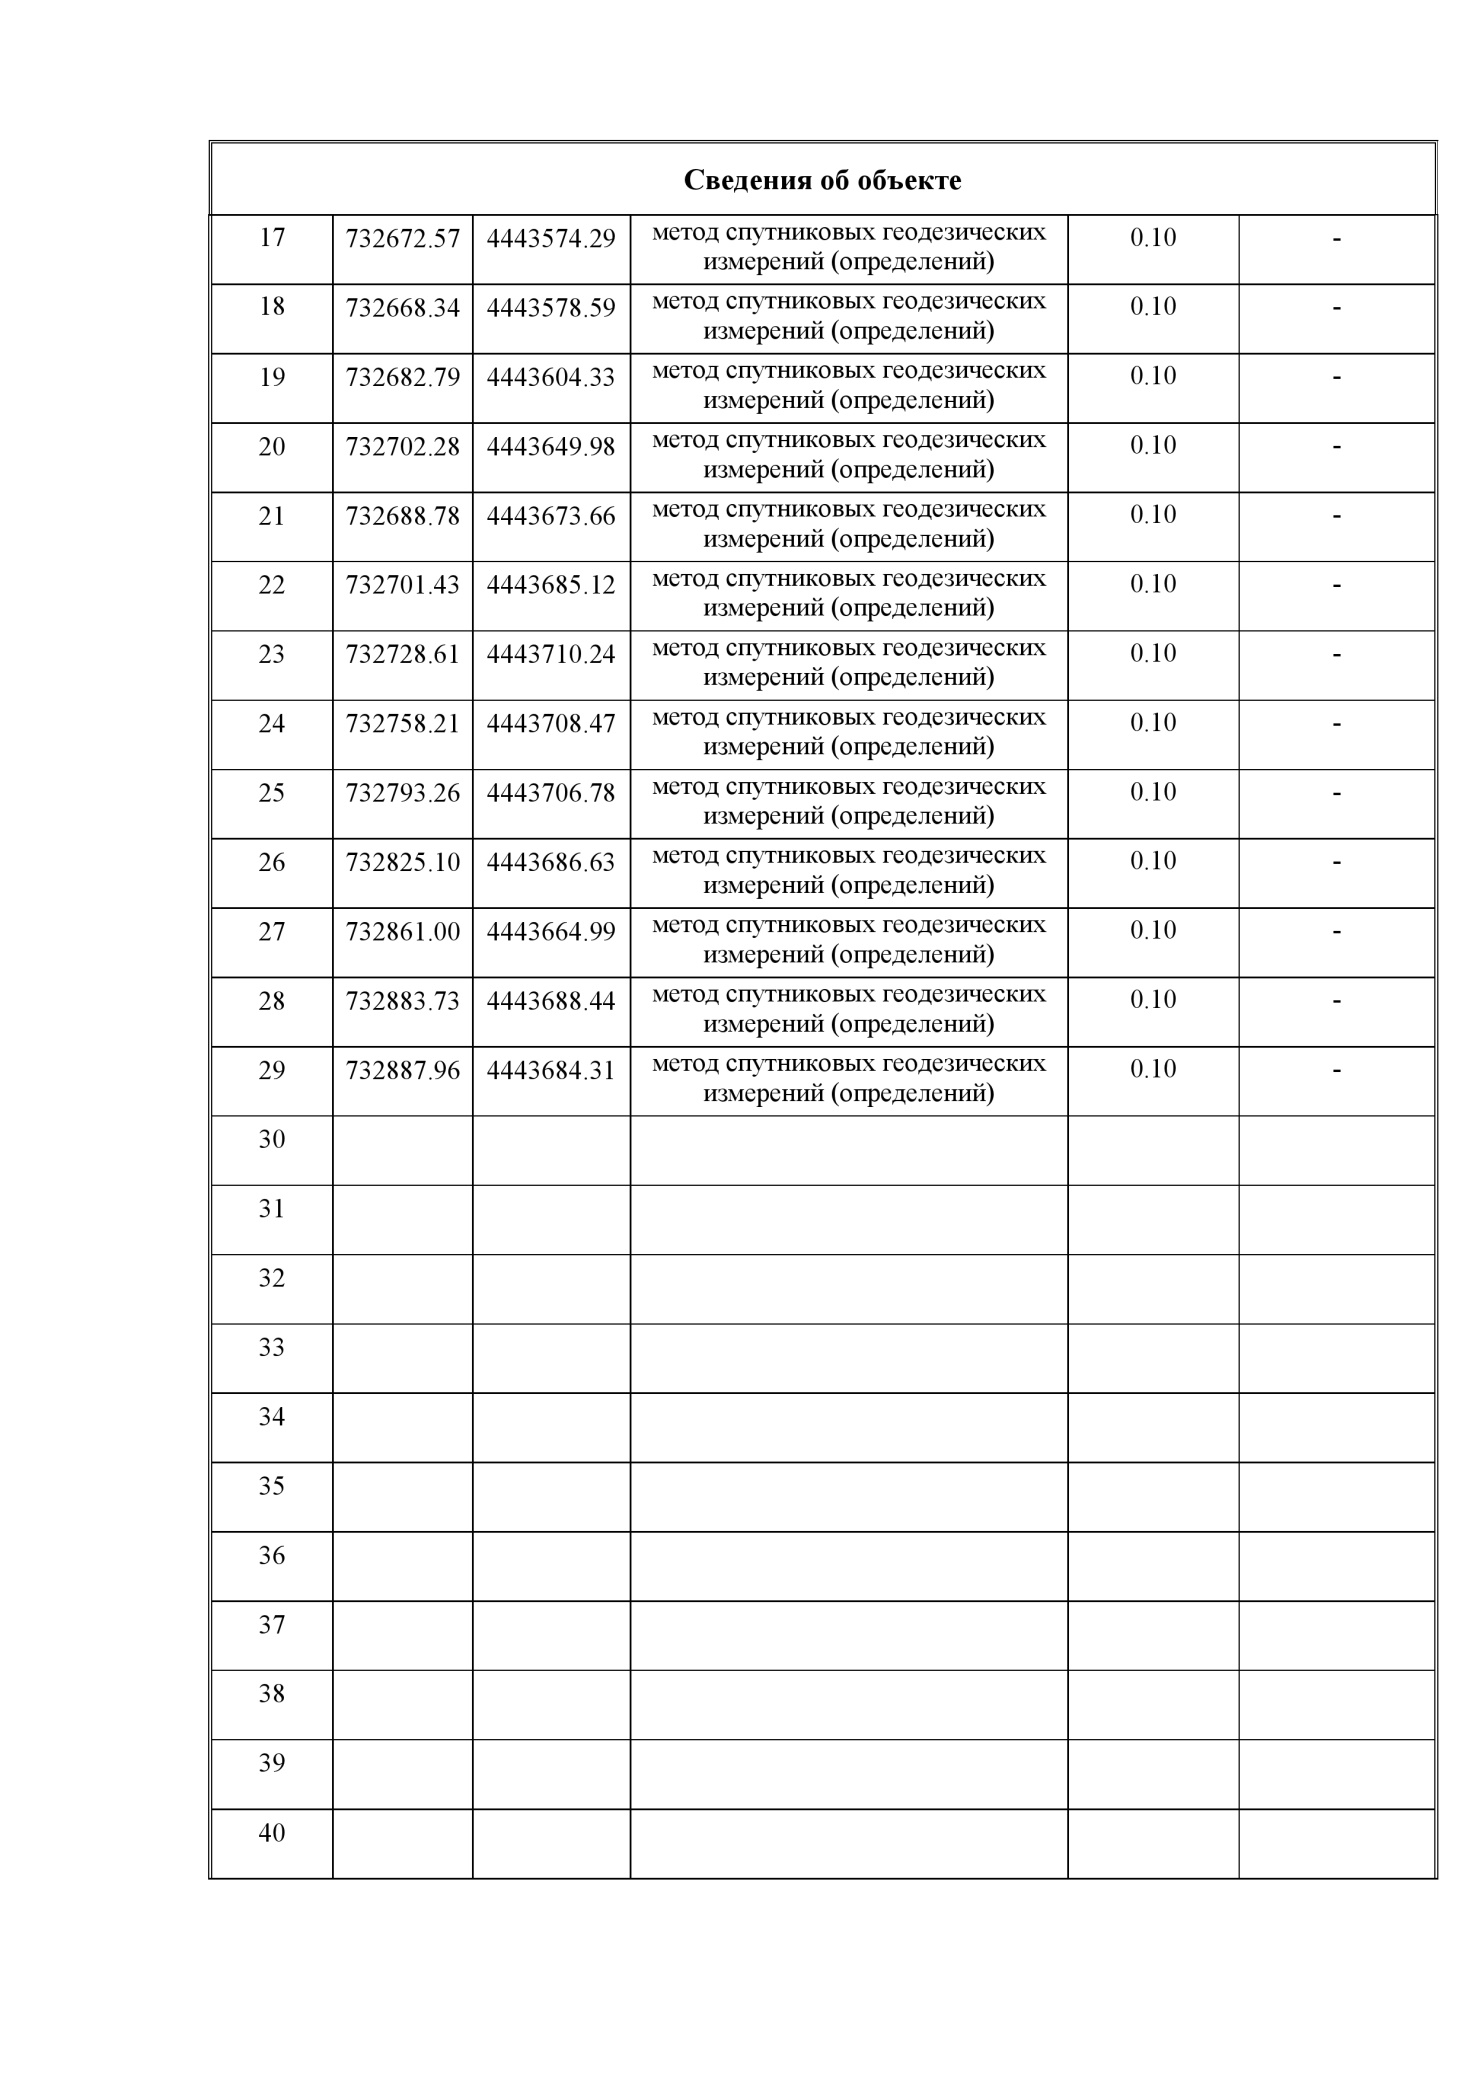 Сведения об объекте
17 732672.57 4443574.29 метод спутниковых геодезических измерений (определений) 0.10 -
18 732668.34 4443578.59 метод спутниковых геодезических измерений (определений) 0.10 -
19 732682.79 4443604.33 метод спутниковых геодезических измерений (определений) 0.10 -
20 732702.28 4443649.98 метод спутниковых геодезических измерений (определений) 0.10 -
21 732688.78 4443673.66 метод спутниковых геодезических измерений (определений) 0.10 -
22 732701.43 4443685.12 метод спутниковых геодезических измерений (определений) 0.10 -
23 732728.61 4443710.24 метод спутниковых геодезических измерений (определений) 0.10 -
24 732758.21 4443708.47 метод спутниковых геодезических измерений (определений) 0.10 -
25 732793.26 4443706.78 метод спутниковых геодезических измерений (определений) 0.10 -
26 732825.10 4443686.63 метод спутниковых геодезических измерений (определений) 0.10 -
27 732861.00 4443664.99 метод спутниковых геодезических измерений (определений) 0.10 -
28 732883.73 4443688.44 метод спутниковых геодезических измерений (определений) 0.10 -
29 732887.96 4443684.31 метод спутниковых геодезических измерений (определений) 0.10 -
30
31
32
33
34
35
36
37
38
39
40